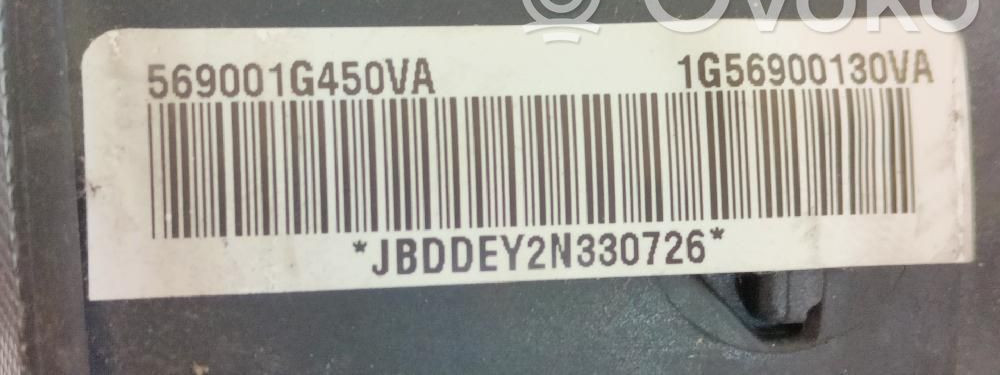 OVOKO
569001G450VA 1G56900130VA
*JBDDEY2N330726*